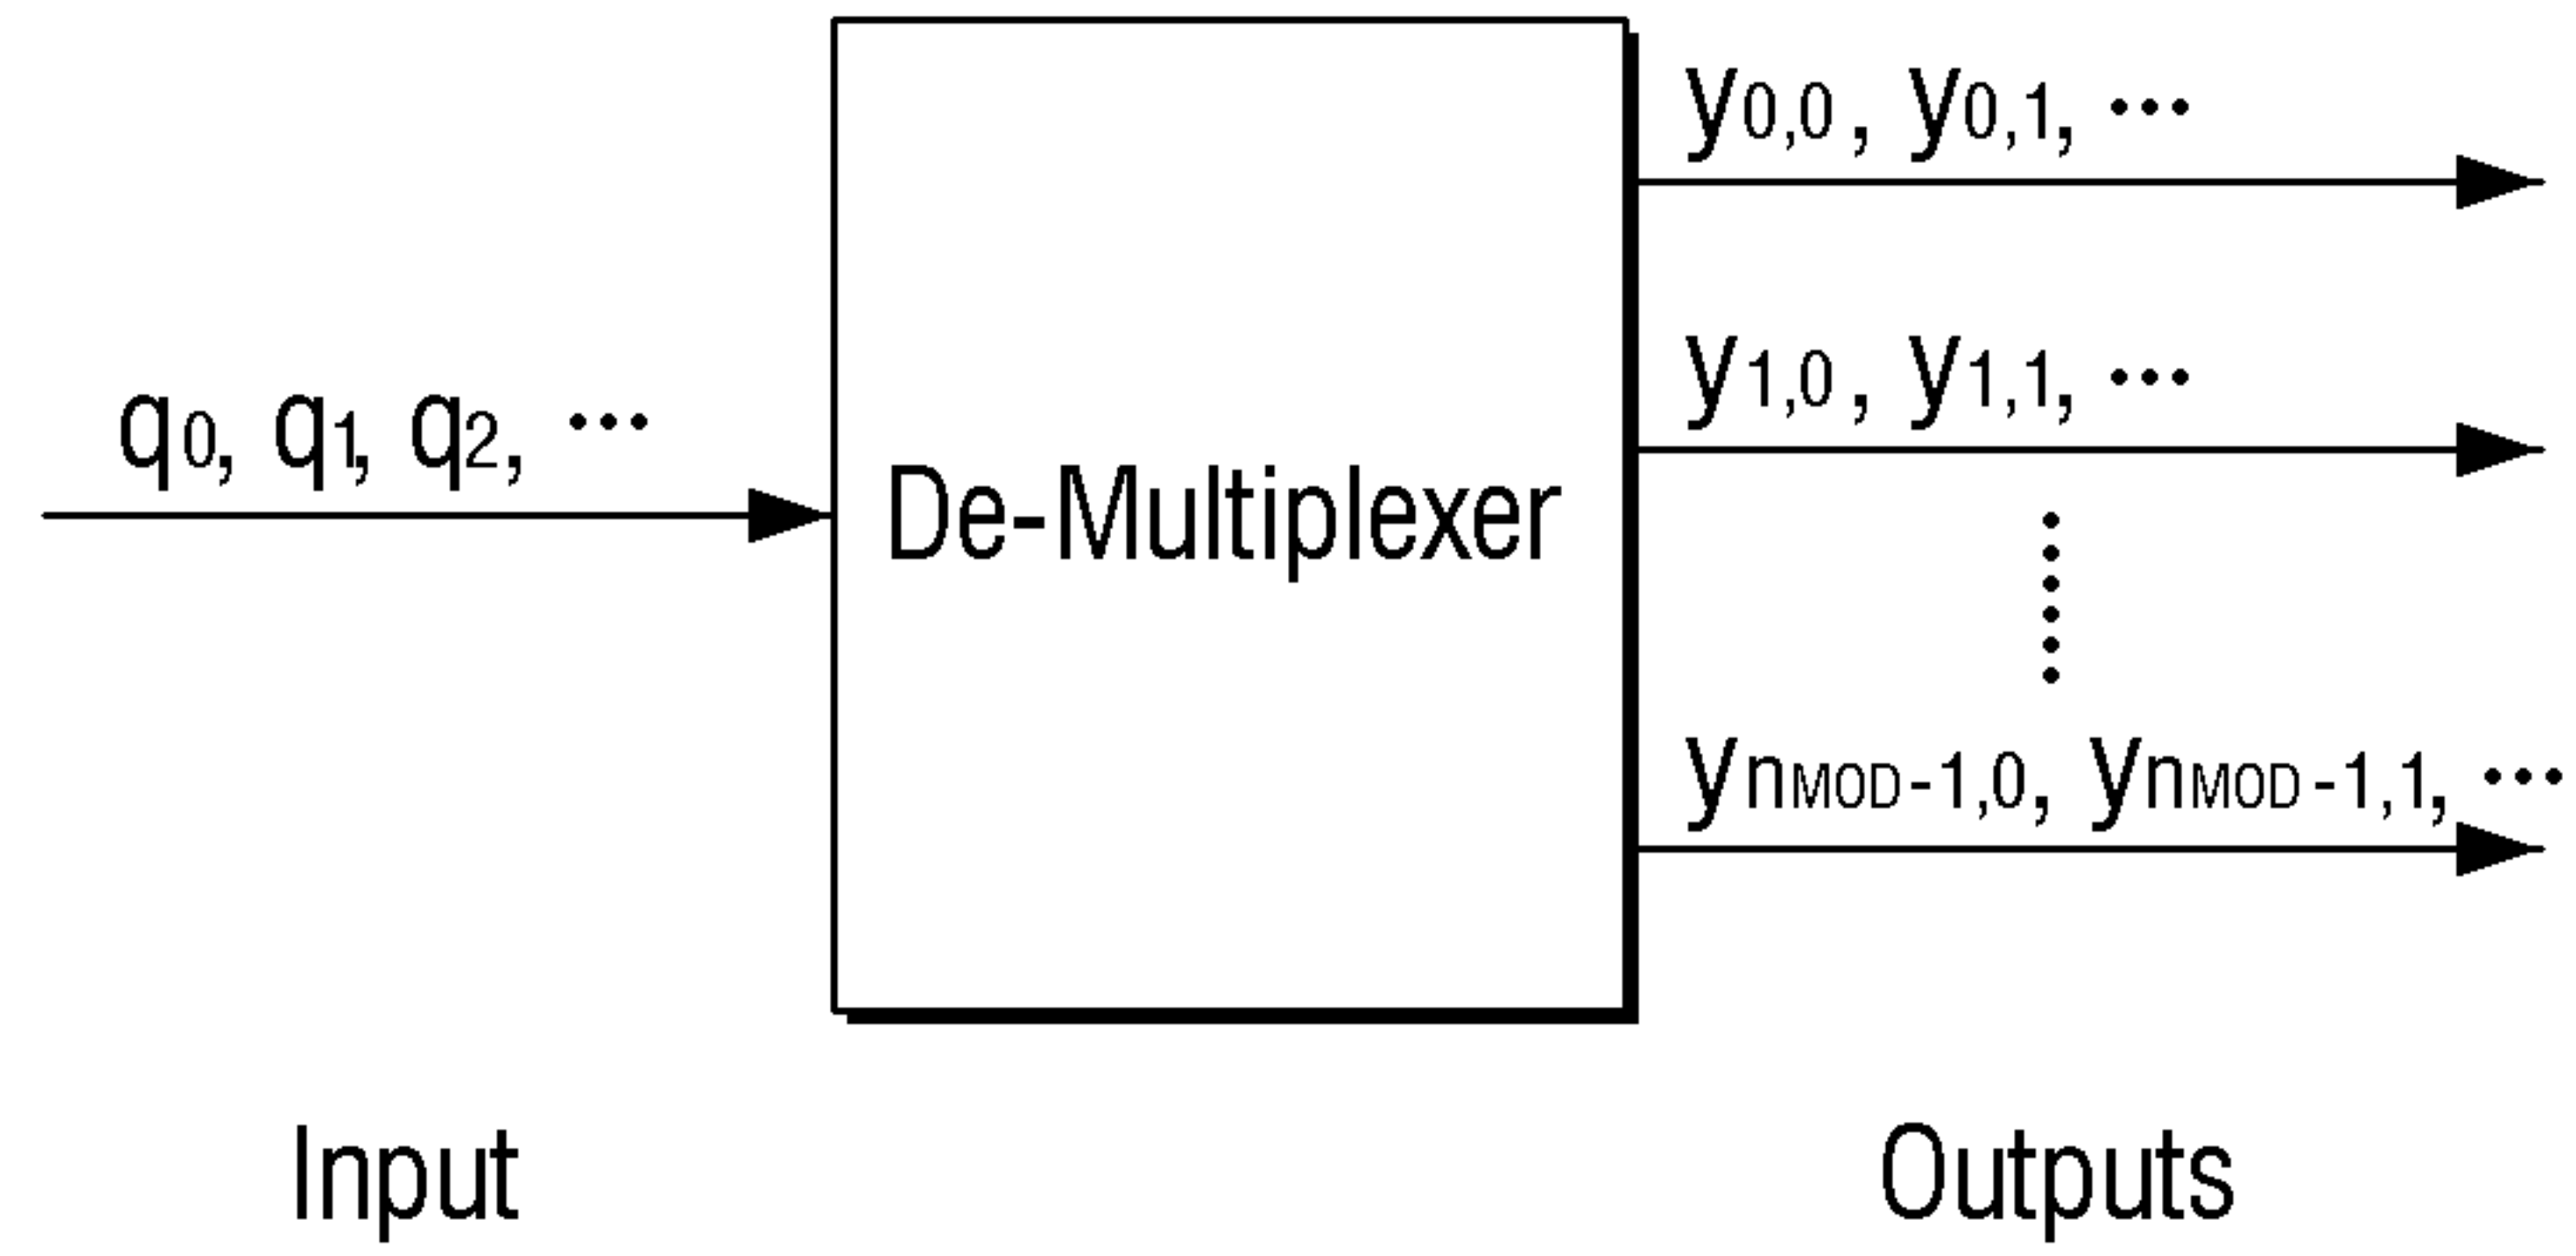 y0,0, y0,1, ...
y1,0, y1,1, ...
q0, q1, q2, ...
De-Multiplexer
ynMOD-1,0, ynMOD-1,1, ...
Input
Outputs